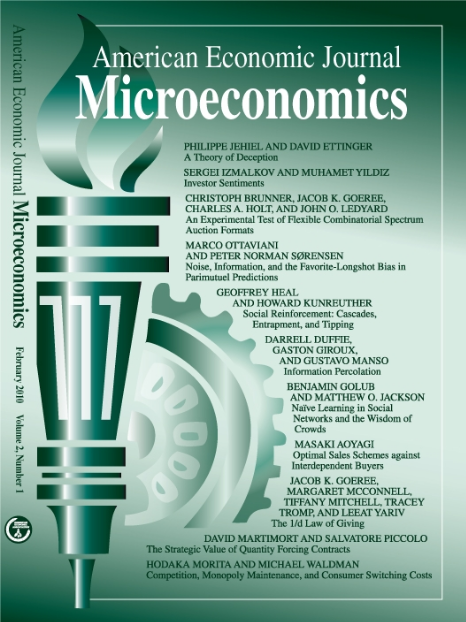 American Economic Journal
Microeconomics
PHILIPPE JEHIEL AND DAVID ETTINGER
A Theory of Deception
SERGEI IZMALKOV AND MUHAMET YILDIZ
Investor Sentiments
CHRISTOPH BRUNNER, JACOB K. GOEREE,
CHARLES A. HOLT, AND JOHN O. LEDYARD
An Experimental Test of Flexible Combinatorial Spectrum
Auction Formats
MARCO OTTAVIANI
AND PETER NORMAN SØRENSEN
Noise, Information, and the Favorite-Longshot Bias in
Parimutuel Predictions
GEOFFREY HEAL
AND HOWARD KUNREUTHER
Social Reinforcement: Cascades,
Entrapment, and Tipping
DARRELL DUFFIE,
GASTON GIROUX,
AND GUSTAVO MANSO
Information Percolation
BENJAMIN GOLUB
AND MATTHEW O. JACKSON
Naïve Learning in Social
Networks and the Wisdom of
Crowds
MASAKI AOYAGI
Optimal Sales Schemes against
Interdependent Buyers
JACOB K. GOEREE,
MARGARET MCCONNELL,
TIFFANY MITCHELL, TRACEY
TROMP, AND LEEAT YARIV
The 1/d Law of Giving
DAVID MARTIMORT AND SALVATORE PICCOLO
The Strategic Value of Quantity Forcing Contracts
HODAKA MORITA AND MICHAEL WALDMAN
Competition, Monopoly Maintenance, and Consumer Switching Costs
American Economic Journal Microeconomics February 2010 Volume 2, Number 1